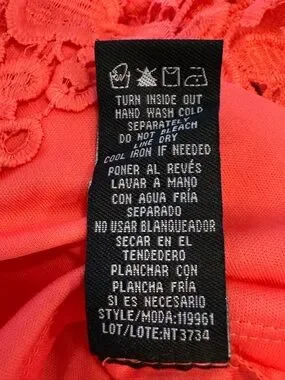 TURN INSIDE OUT
HAND WASH COLD
SEPARATELY
DO NOT BLEACH
LINE DRY
COOL IRON IF NEEDED
PONER AL REVÉS
LAVAR A MANO
CON AGUA FRÍA
SEPARADO
NO USAR BLANQUEADOR
SECAR EN EL
TENDEDERO
PLANCHAR CON
PLANCHA FRÍA
SI ES NECESARIO
STYLE/MODA:119961
LOT/LOTE:NT3734